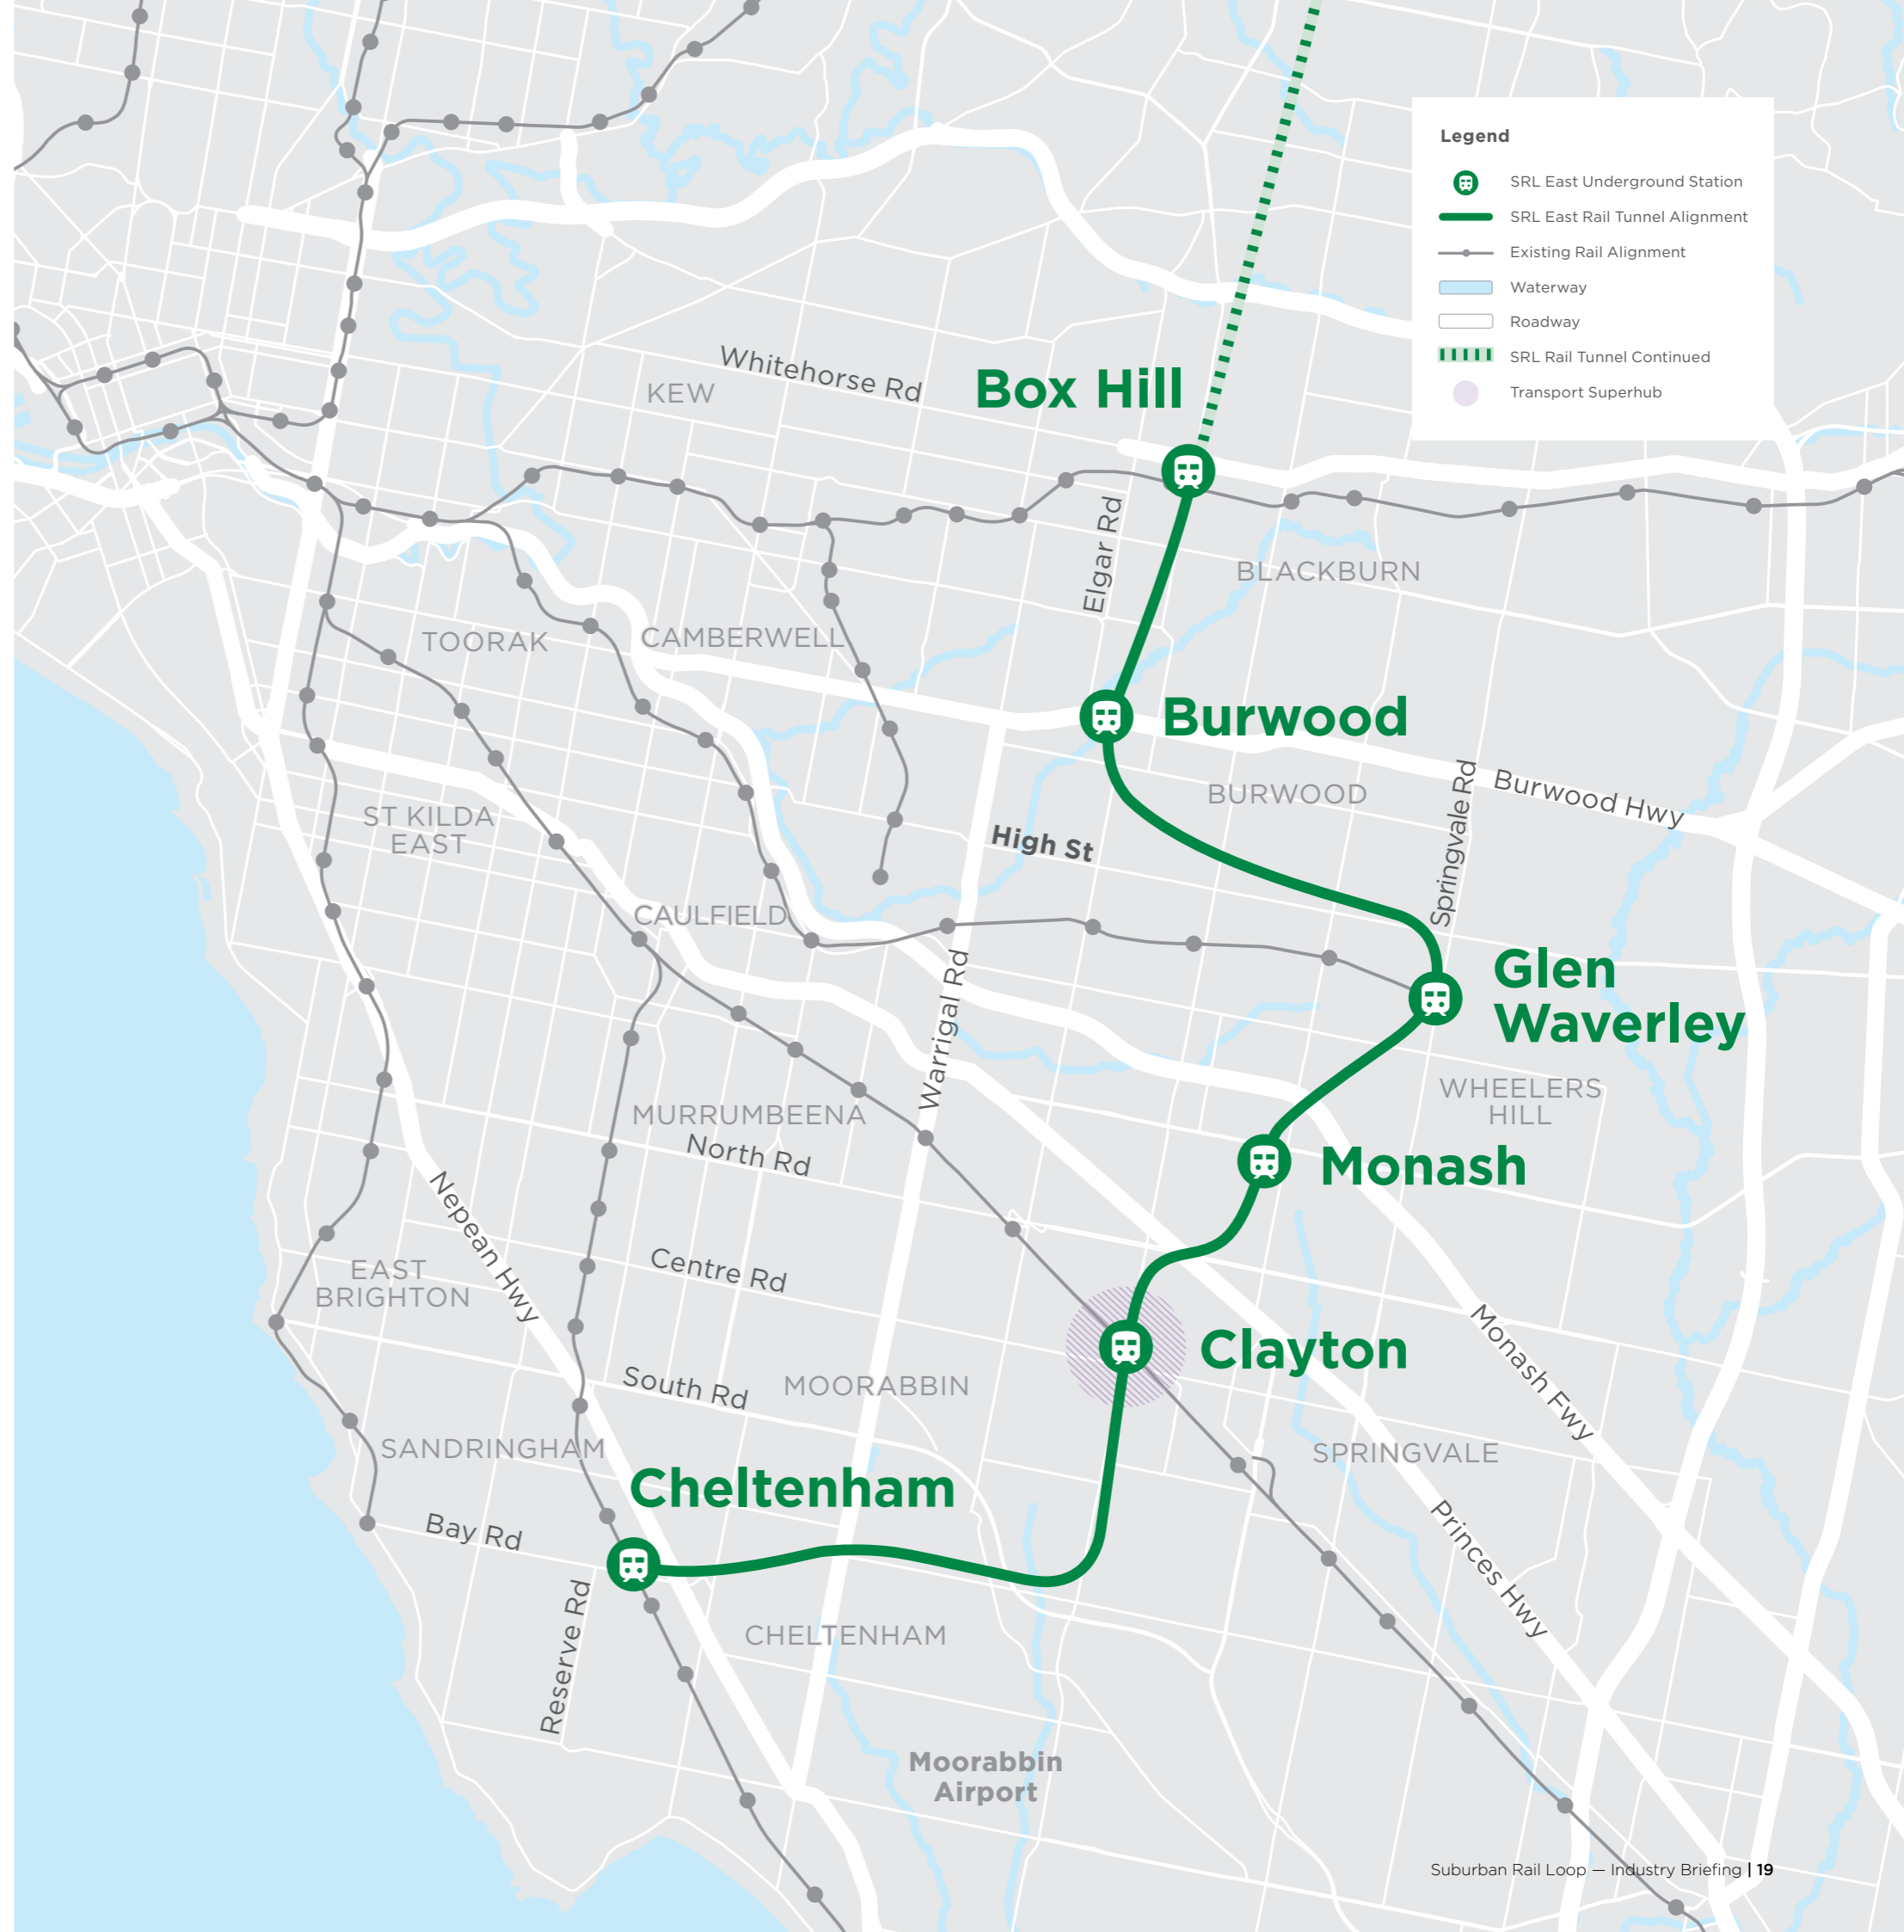 Legend
SRL East Underground Station
SRL East Rail Tunnel Alignment
Existing Rail Alignment
Waterway
Roadway
SRL Rail Tunnel Continued
Transport Superhub
Whitehorse Rd
KEW
Box Hill
Elgar Rd
BLACKBURN
TOORAK
CAMBERWELL
Burwood
BURWOOD
Springvale Rd
Burwood Hwy
ST KILDA
EAST
High St
CAULFIELD
Glen
Waverley
Warrigal Rd
WHEELERS
HILL
MURRUMBEENA
North Rd
Monash
Nepean Hwy
Centre Rd
EAST
BRIGHTON
Clayton
Monash Fwy
South Rd
MOORABBIN
SANDRINGHAM
SPRINGVALE
Cheltenham
Bay Rd
Princes Hwy
Reserve Rd
CHELTENHAM
Moorabbin
Airport
Suburban Rail Loop — Industry Briefing | 19